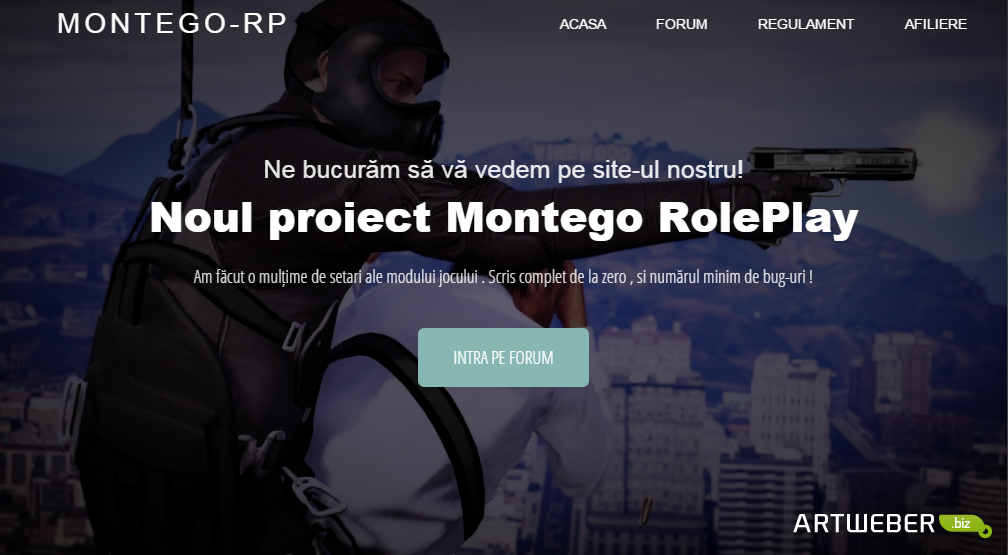 MONTEGO-RP
ACASA FORUM REGULAMENT AFILIERE
Ne bucurăm să vă vedem pe site-ul nostru!
Noul proiect Montego RolePlay
Am făcut o mulțime de setari ale modului jocului . Scris complet de la zero , si numărul minim de bug-uri !
INTRA PE FORUM
ARTWEBER .biz